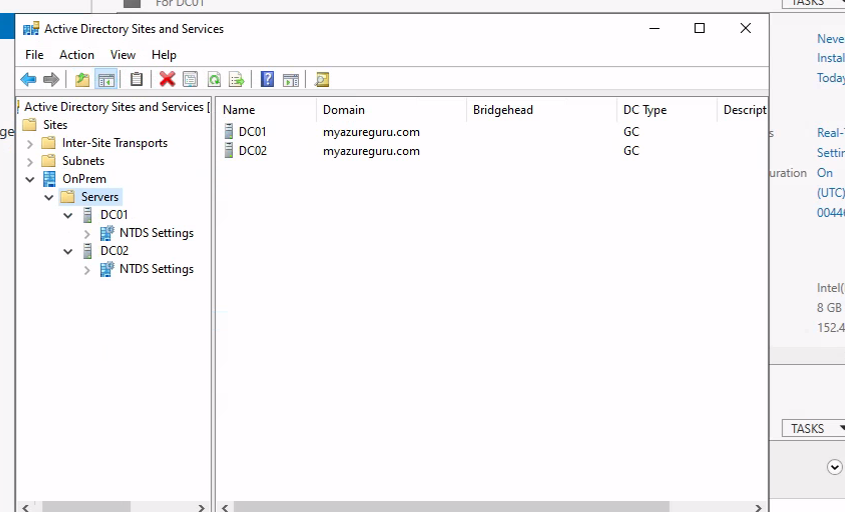 For DC01
TASKS
Active Directory Sites and Services
File Action View Help
Active Directory Sites and Services [
Sites
Inter-Site Transports
Subnets
OnPrem
Servers
DC01
NTDS Settings
DC02
NTDS Settings
Name Domain Bridgehead DC Type Descript
DC01 myazureguru.com GC
DC02 myazureguru.com GC
ge
Neve
Instal
Today
s Real-T
Settin
uration On
(UTC)
00446
Intel(
8 GB
152.4
TASKS